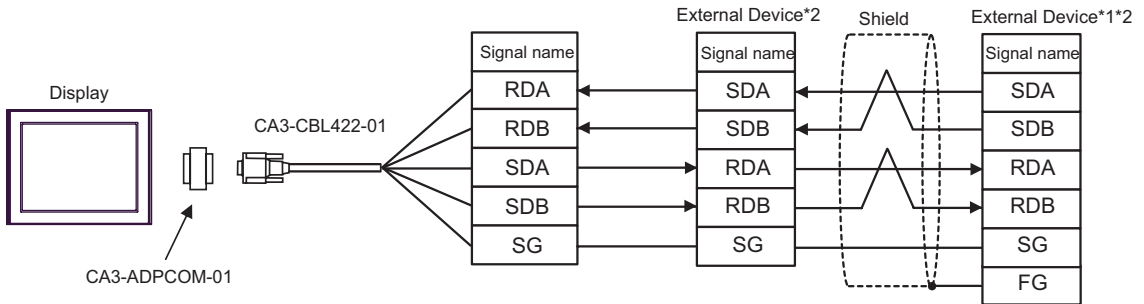 External Device*2
Shield
External Device*1*2
Signal name
Signal name
Signal name
RDA
SDA
SDA
Display
CA3-CBL422-01
RDB
SDB
SDB
SDA
RDA
RDA
SDB
RDB
RDB
SG
SG
SG
CA3-ADPCOM-01
FG